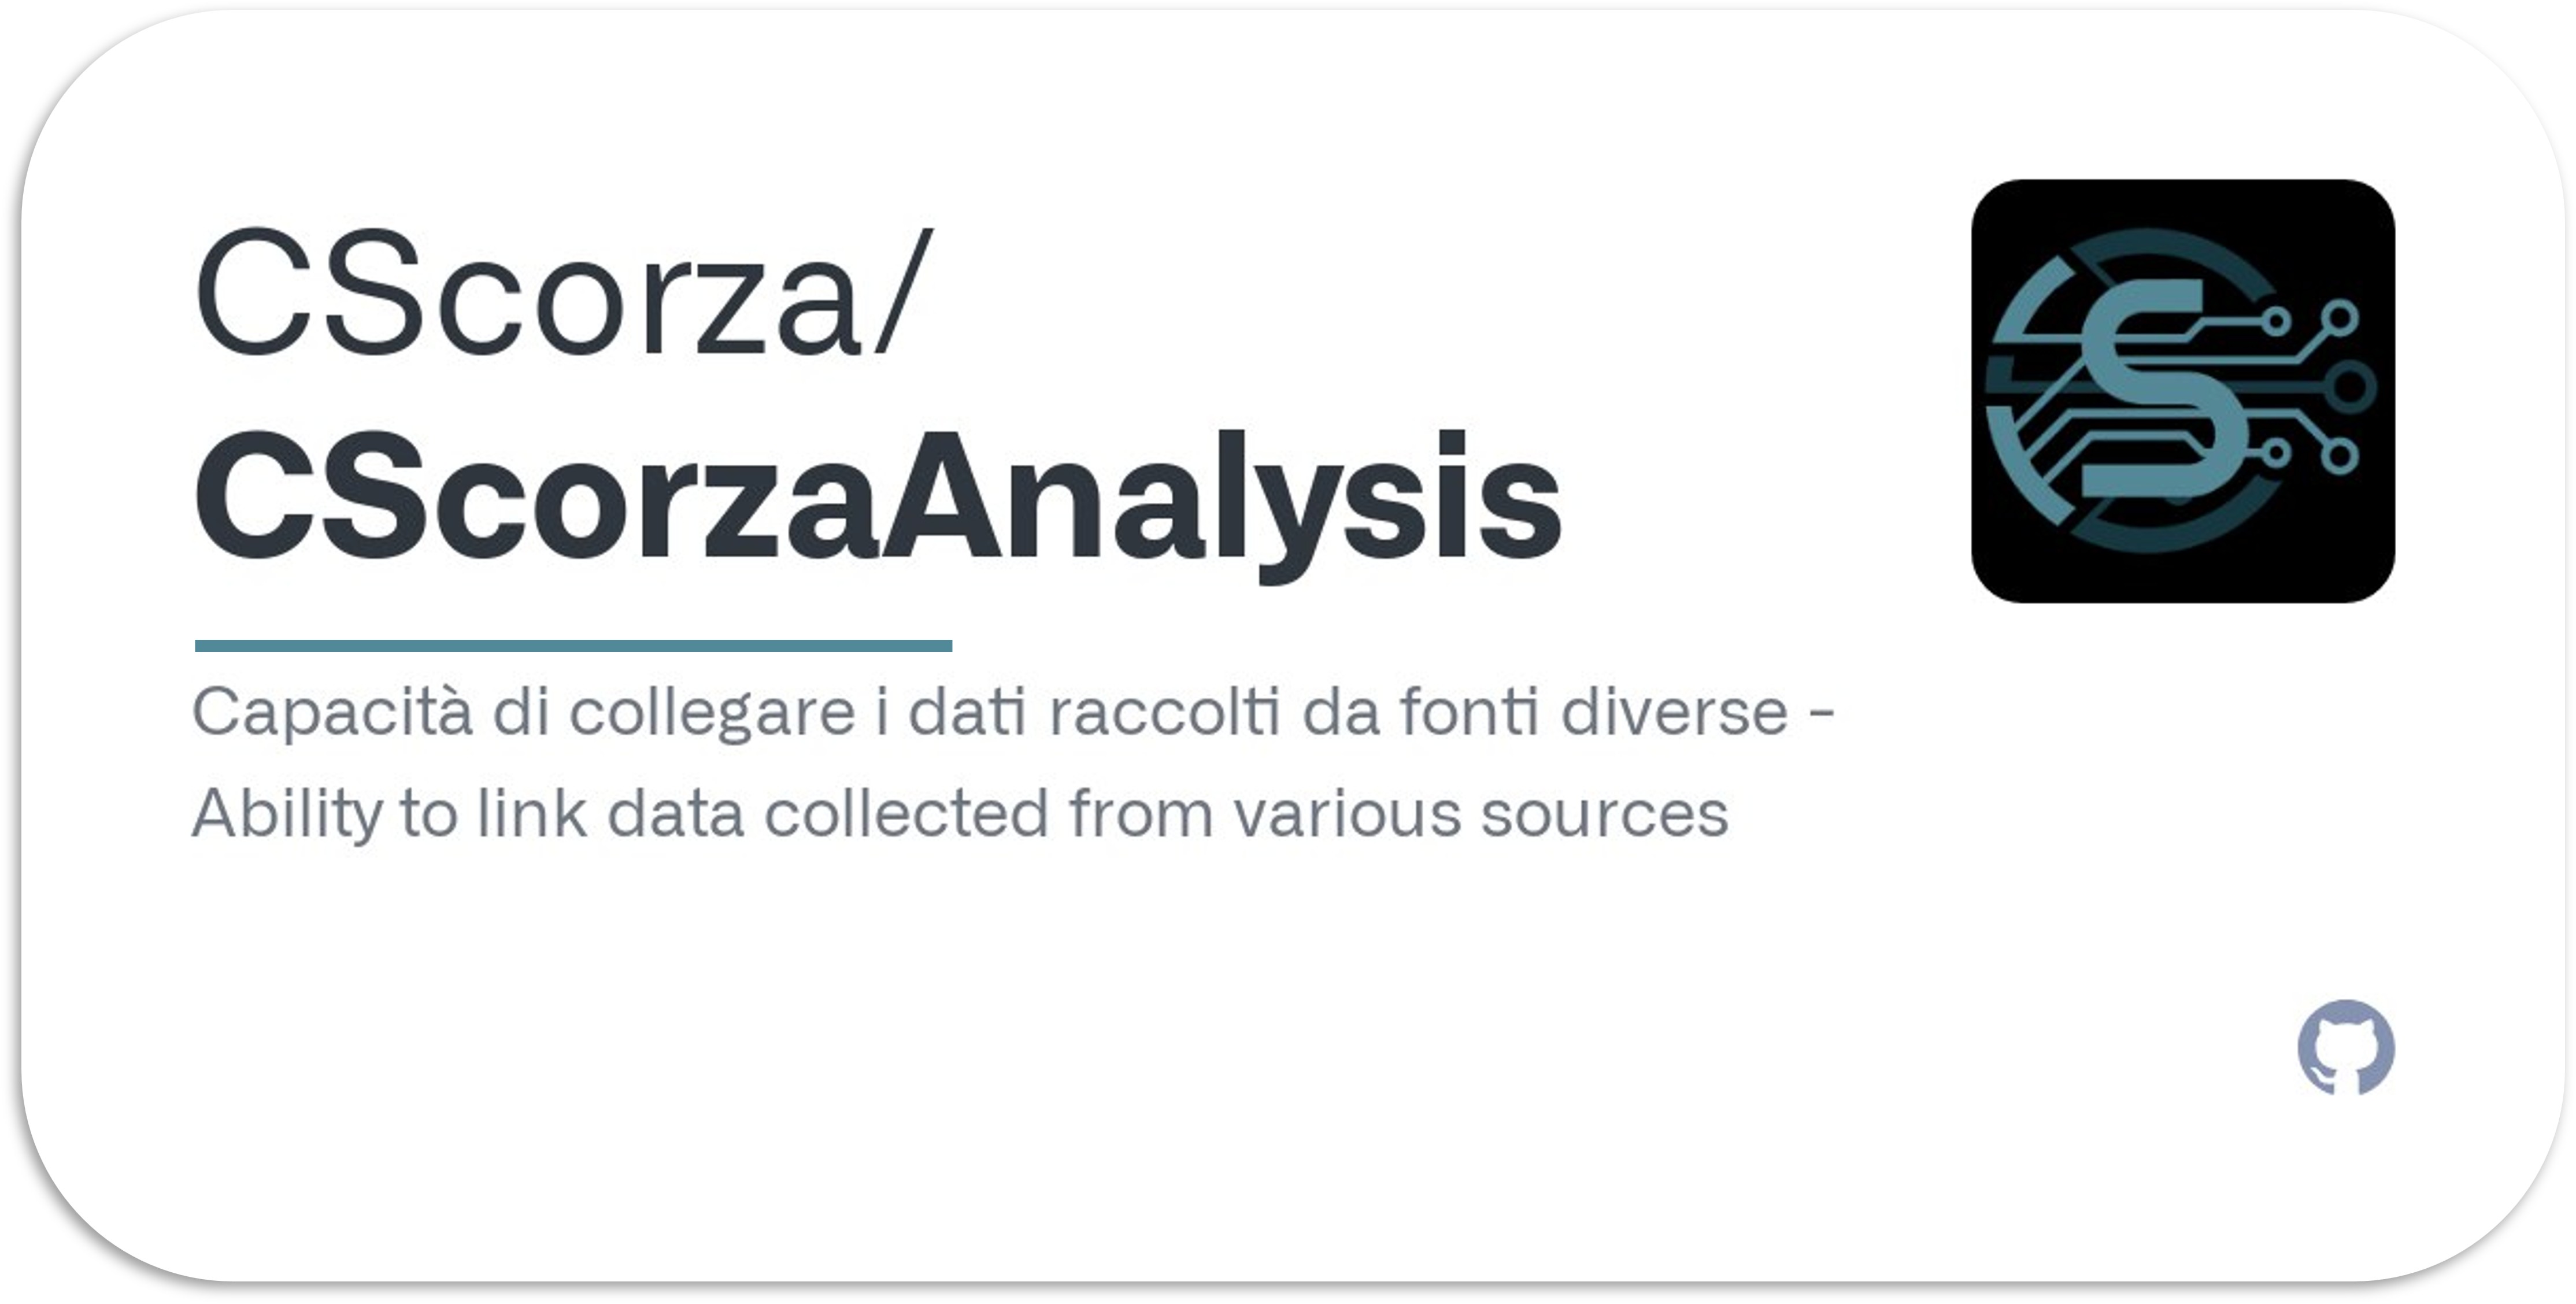 CScorza/
CScorzaAnalysis
Capacità di collegare i dati raccolti da fonti diverse -
Ability to link data collected from various sources